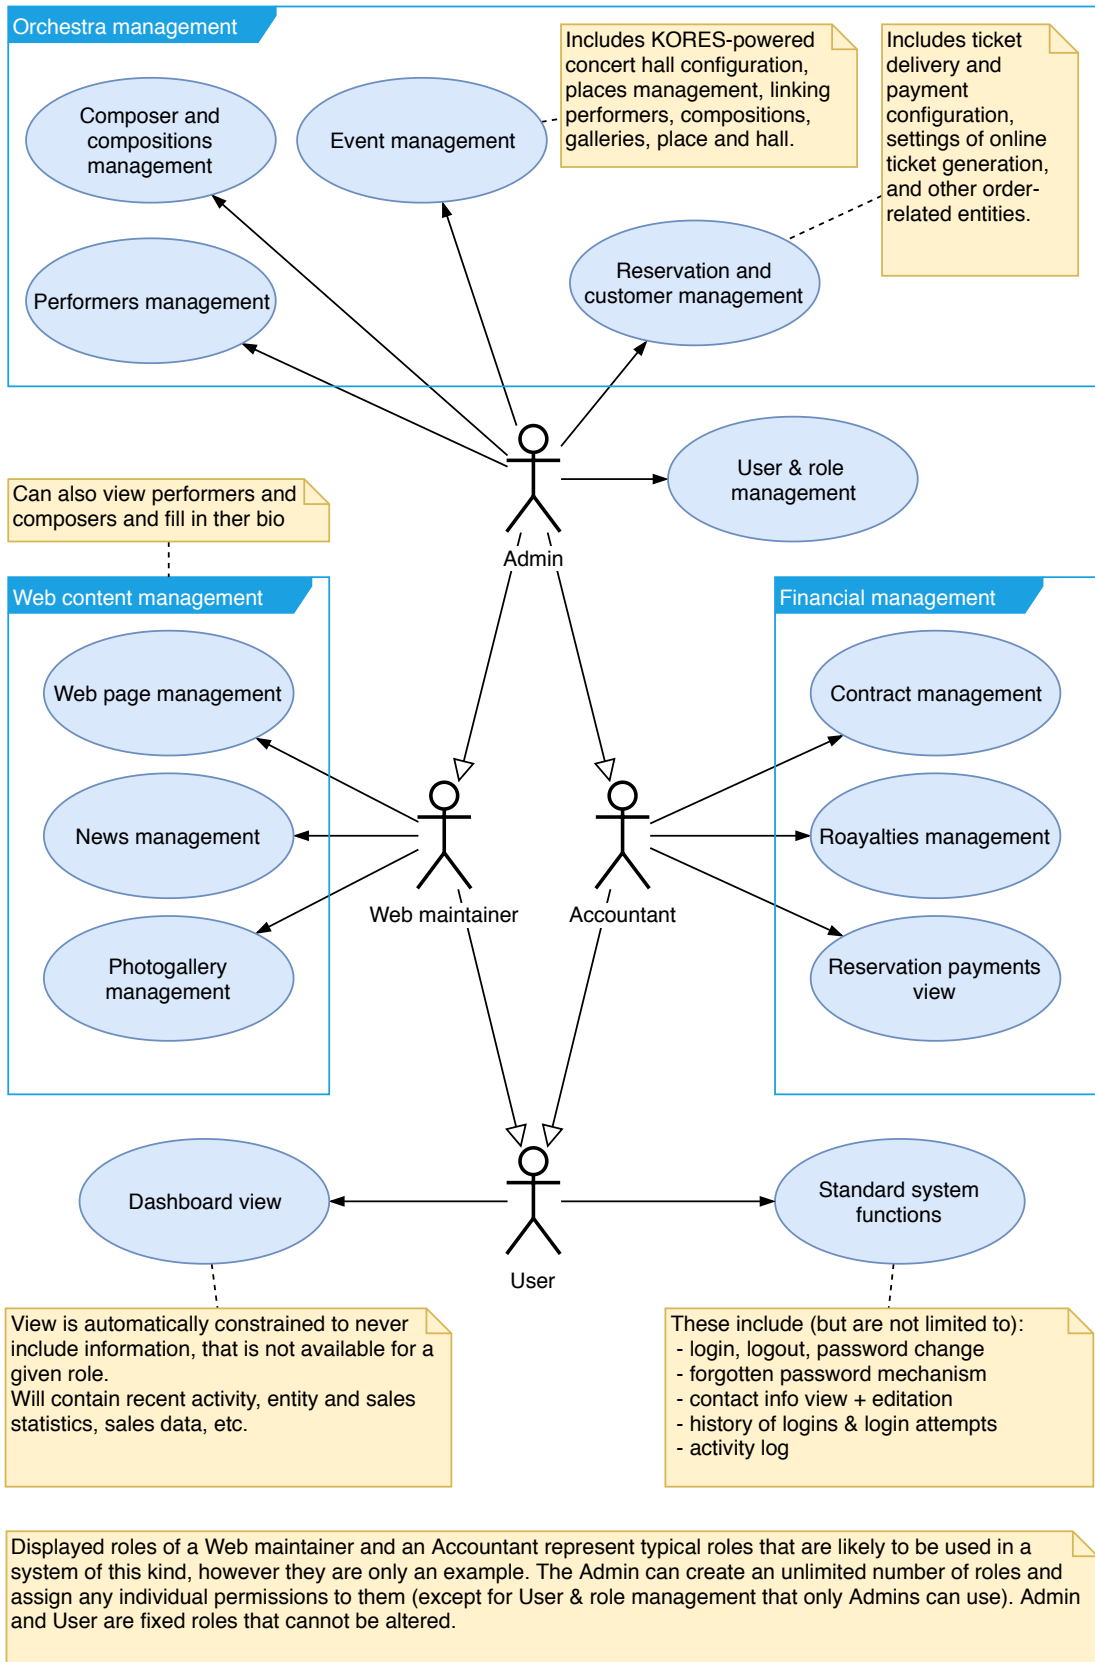 Orchestra management
Includes KORES-powered
concert hall configuration,
places management, linking
performers, compositions,
galleries, place and hall.
Includes ticket
delivery and
payment
configuration,
settings of online
ticket generation,
and other order-
related entities.
Composer and
compositions
management
Event management
Performers management
Reservation and
customer management
User & role
management
Admin
Can also view performers and
composers and fill in ther bio
Web content management
Web page management
News management
Photogallery
management
Financial management
Contract management
Roayalties management
Reservation payments
view
Web maintainer
Accountant
Dashboard view
Standard system
functions
User
View is automatically constrained to never
include information, that is not available for a
given role.
Will contain recent activity, entity and sales
statistics, sales data, etc.
These include (but are not limited to):
- login, logout, password change
- forgotten password mechanism
- contact info view + editation
- history of logins & login attempts
- activity log
Displayed roles of a Web maintainer and an Accountant represent typical roles that are likely to be used in a
system of this kind, however they are only an example. The Admin can create an unlimited number of roles and
assign any individual permissions to them (except for User & role management that only Admins can use). Admin
and User are fixed roles that cannot be altered.